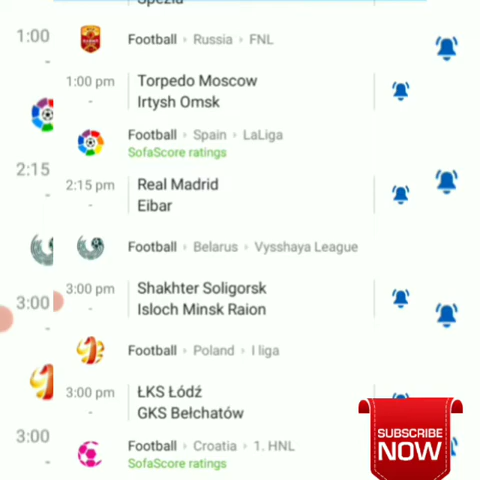 Spezia
1:00
Football › Russia › FNL
-
1:00 pm
Torpedo Moscow
-
Irtysh Omsk
Football › Spain › LaLiga
SofaScore ratings
2:15
2:15 pm
Real Madrid
-
-
Eibar
Football › Belarus › Vysshaya League
3:00
3:00 pm
Shakhter Soligorsk
-
-
Isloch Minsk Raion
Football › Poland › I liga
3:00 pm
ŁKS Łódź
-
GKS Bełchatów
3:00
Football › Croatia › 1. HNL
-
SofaScore ratings
SUBSCRIBE
NOW